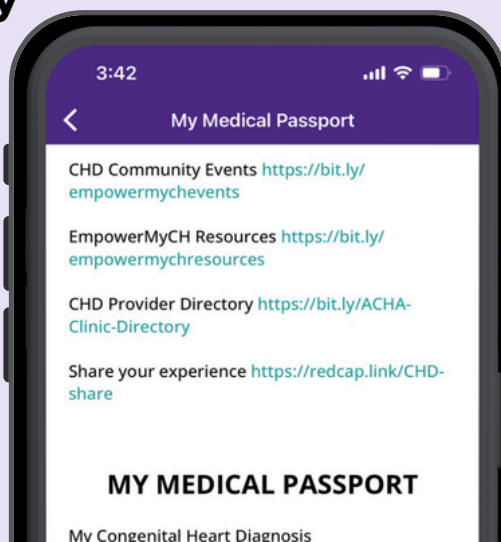 y
3:42
My Medical Passport
CHD Community Events https://bit.ly/
empowermychevents
EmpowerMyCH Resources https://bit.ly/
empowermychresources
CHD Provider Directory https://bit.ly/ACHA-
Clinic-Directory
Share your experience https://redcap.link/CHD-
share
MY MEDICAL PASSPORT
My Congenital Heart Diagnosis